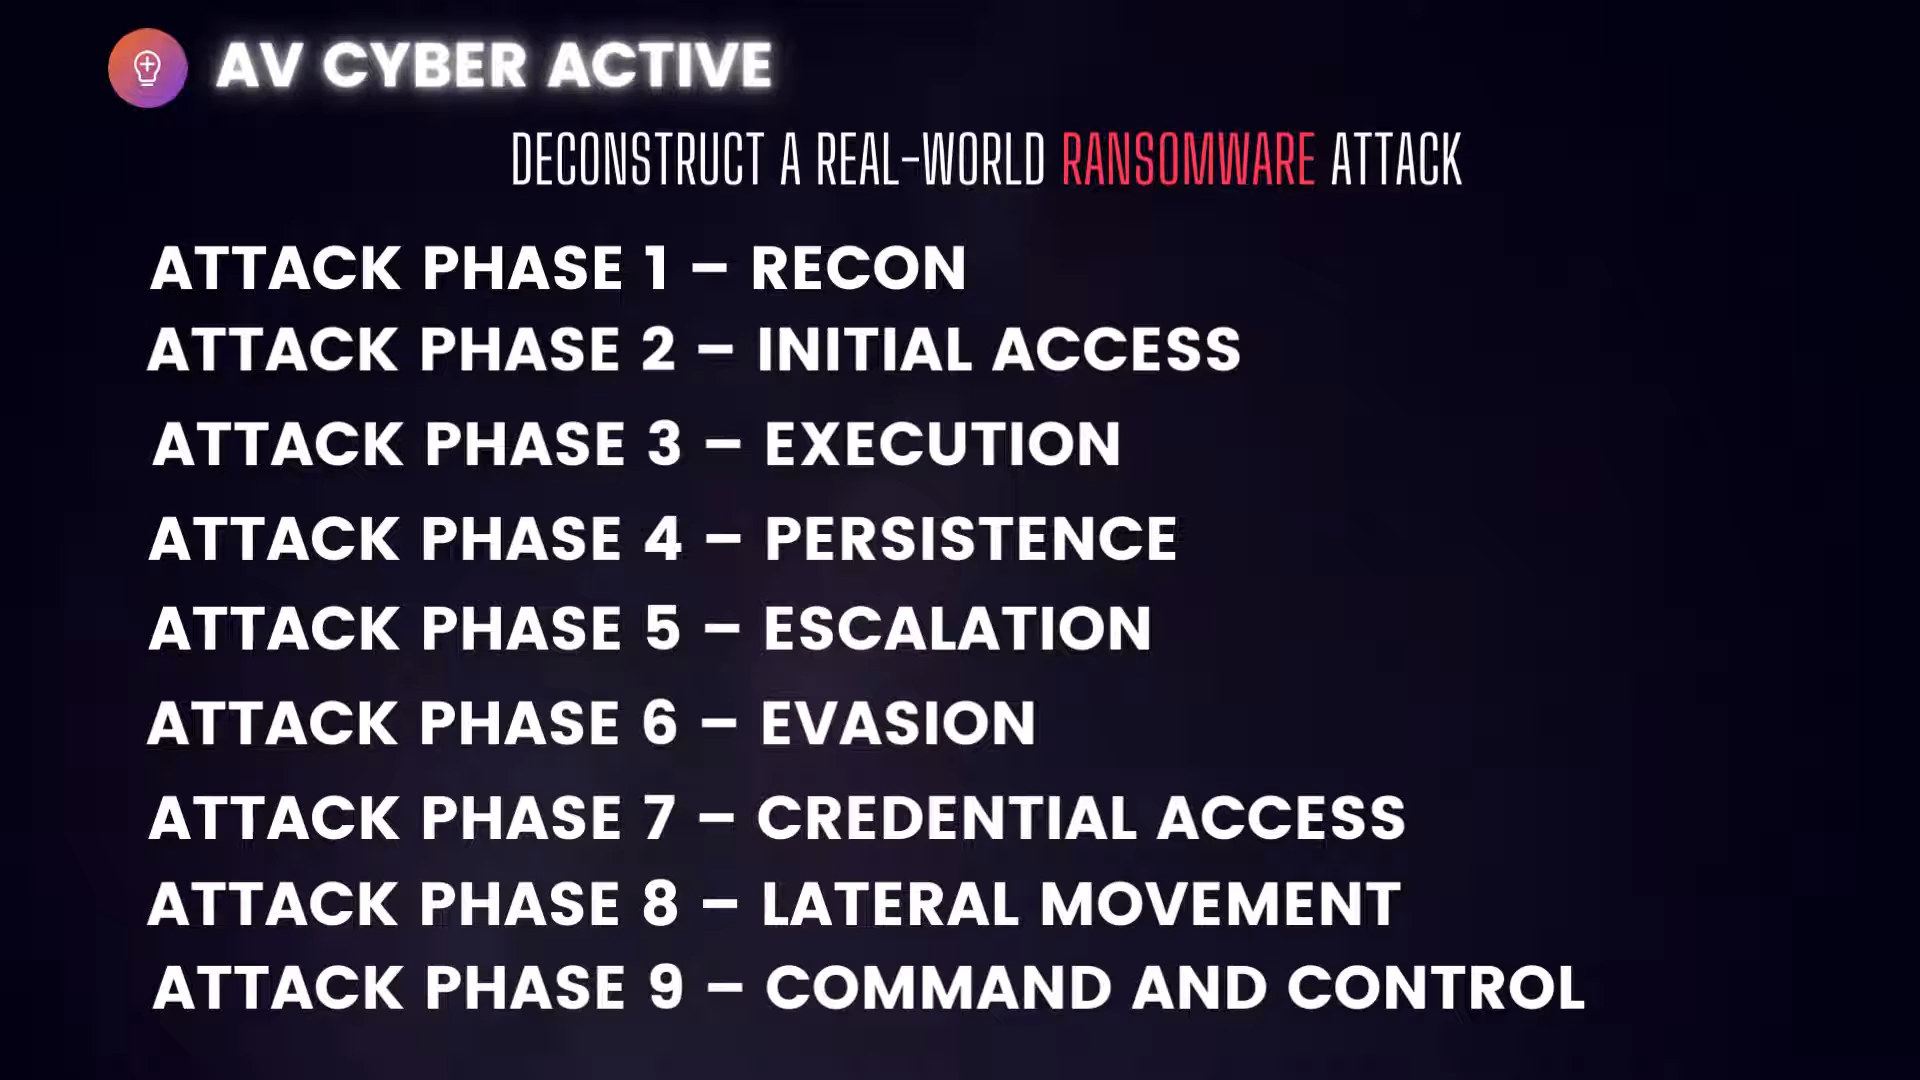 AV CYBER ACTIVE
DECONSTRUCT A REAL-WORLD RANSOMWARE ATTACK
ATTACK PHASE 1 – RECON
ATTACK PHASE 2 – INITIAL ACCESS
ATTACK PHASE 3 – EXECUTION
ATTACK PHASE 4 – PERSISTENCE
ATTACK PHASE 5 – ESCALATION
ATTACK PHASE 6 – EVASION
ATTACK PHASE 7 – CREDENTIAL ACCESS
ATTACK PHASE 8 – LATERAL MOVEMENT
ATTACK PHASE 9 – COMMAND AND CONTROL